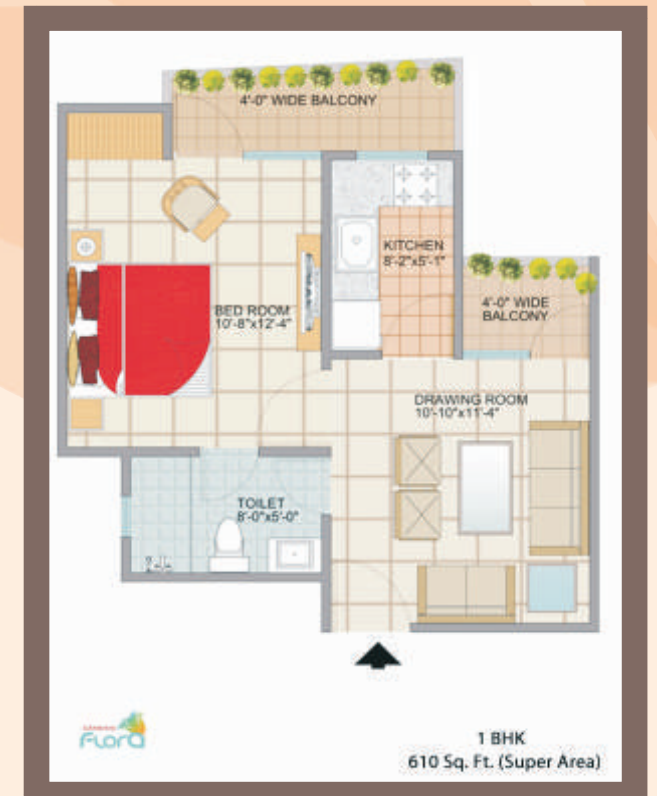 4'-0" WIDE BALCONY
KITCHEN
8'-2"x5'-1"
4'-0" WIDE
BALCONY
BED ROOM
10'-8"x12'-4"
DRAWING ROOM
10'-10"x11'-4"
TOILET
8'-0"x5'-0"
FLORA
1 BHK
610 Sq. Ft. (Super Area)